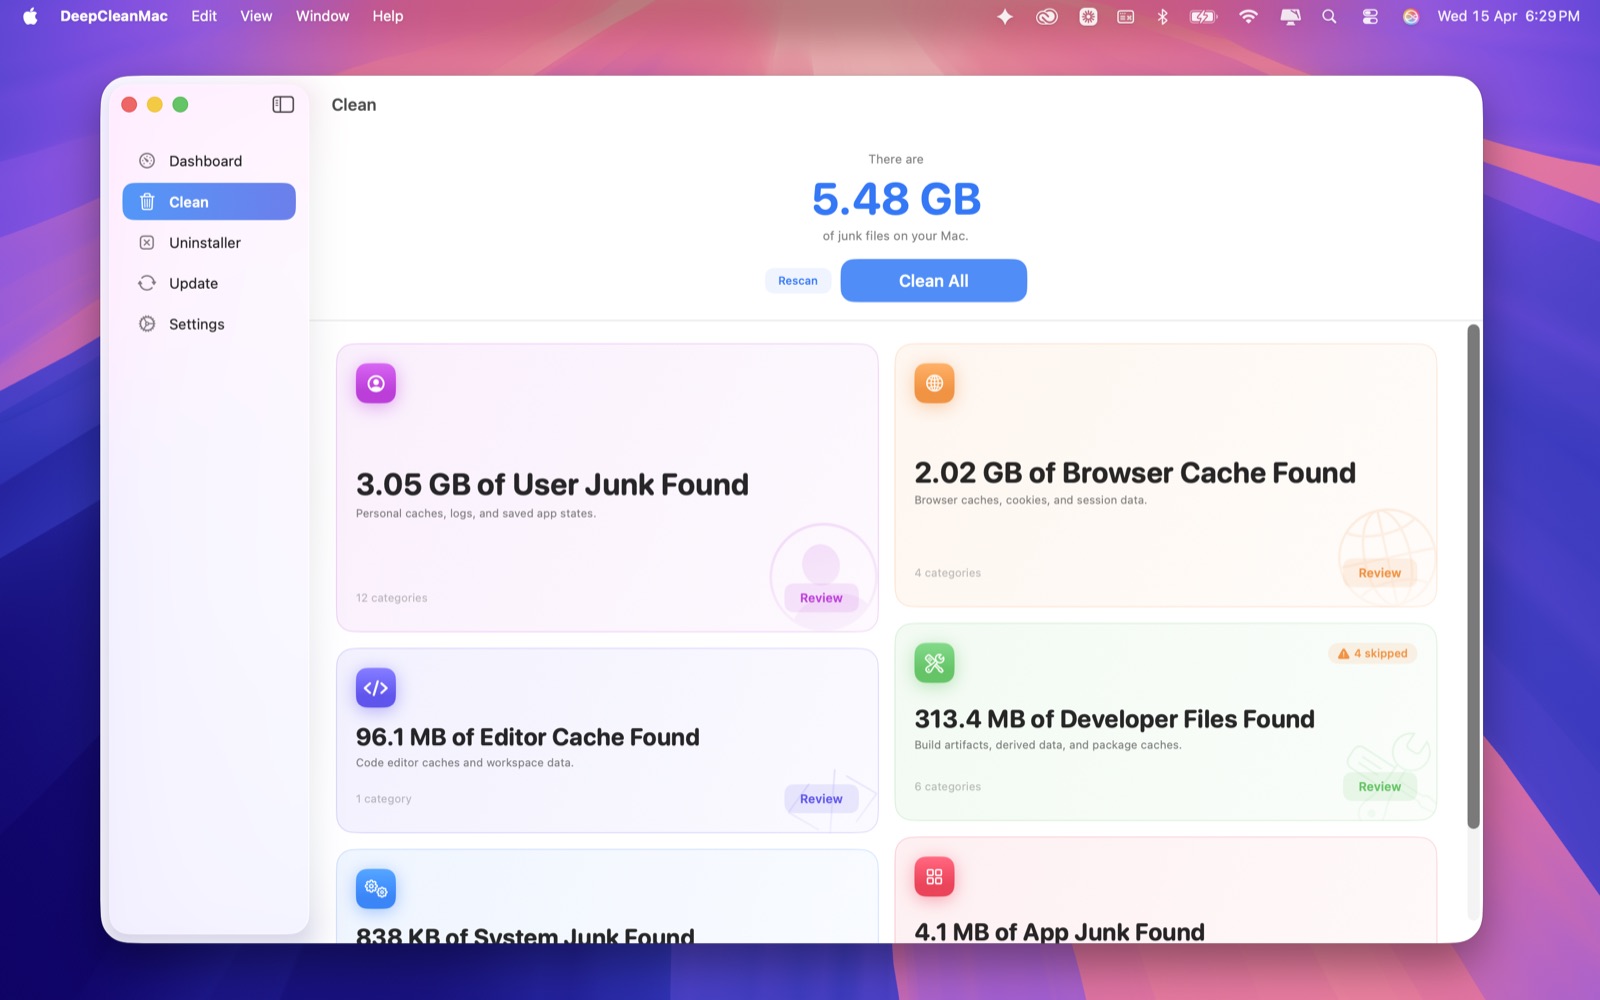 DeepCleanMac Edit View Window Help Wed 15 Apr 6:29 PM
Clean
Dashboard
Clean
Uninstaller
Update
Settings
There are
5.48 GB
of junk files on your Mac.
Rescan Clean All
3.05 GB of User Junk Found
Personal caches, logs, and saved app states.
12 categories Review
2.02 GB of Browser Cache Found
Browser caches, cookies, and session data.
4 categories Review
96.1 MB of Editor Cache Found
Code editor caches and workspace data.
1 category Review
4 skipped
313.4 MB of Developer Files Found
Build artifacts, derived data, and package caches.
6 categories Review
838 KB of System Junk Found
4.1 MB of App Junk Found